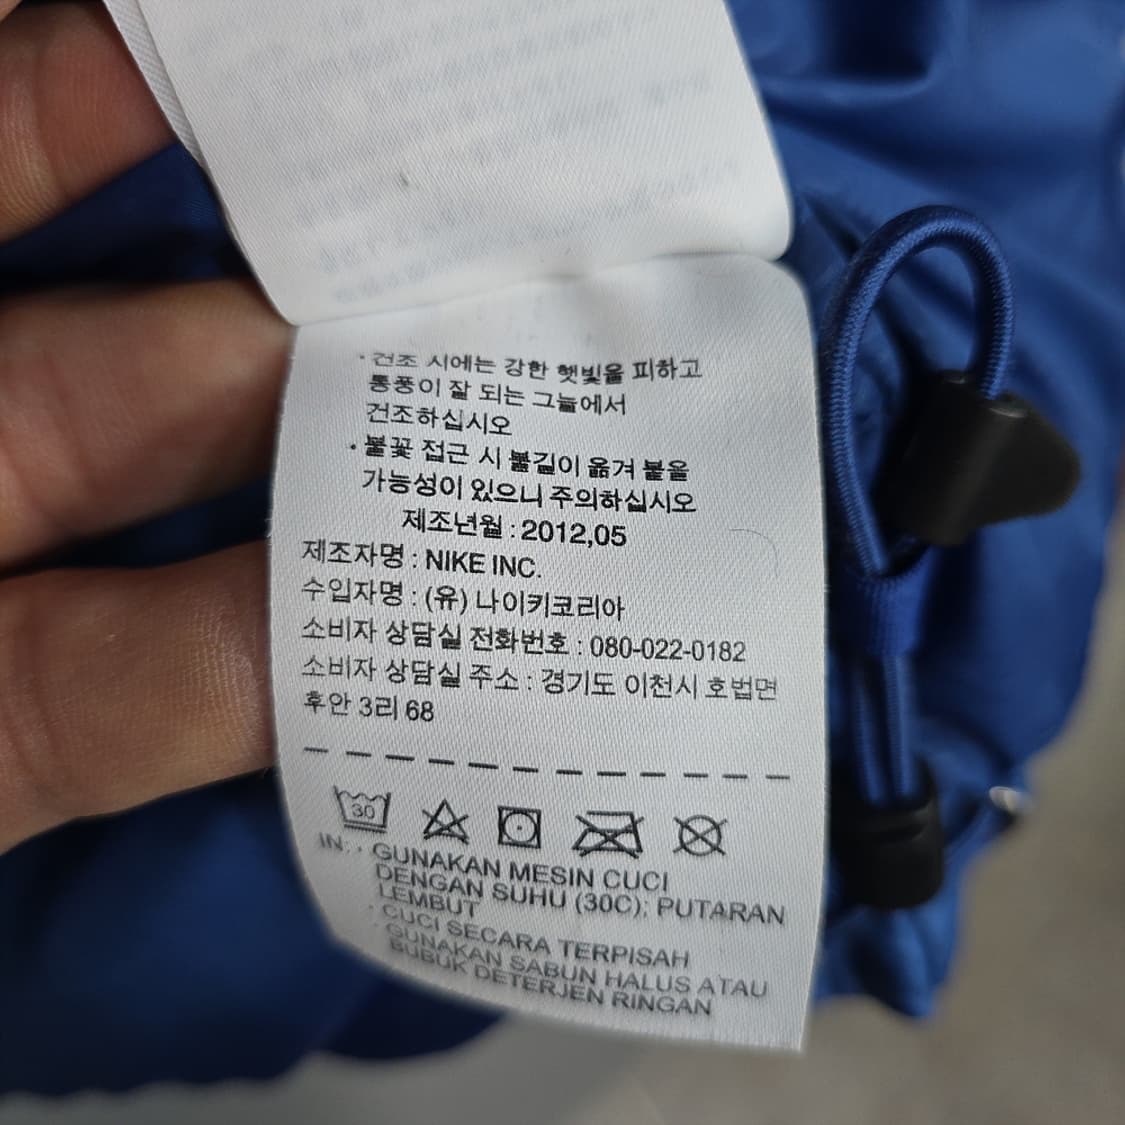 · 건조 시에는 강한 햇빛을 피하고
통풍이 잘 되는 그늘에서
건조하십시오
· 불꽃 접근 시 불길이 옮겨 붙을
가능성이 있으니 주의하십시오
제조년월 : 2012,05
제조자명 : NIKE INC.
수입자명 : (유) 나이키코리아
소비자 상담실 전화번호 : 080-022-0182
소비자 상담실 주소 : 경기도 이천시 호법면
후안 3리 68
30
IN. · GUNAKAN MESIN CUCI
DENGAN SUHU (30C); PUTARAN
LEMBUT
· CUCI SECARA TERPISAH
· GUNAKAN SABUN HALUS ATAU
BUBUK DETERJEN RINGAN